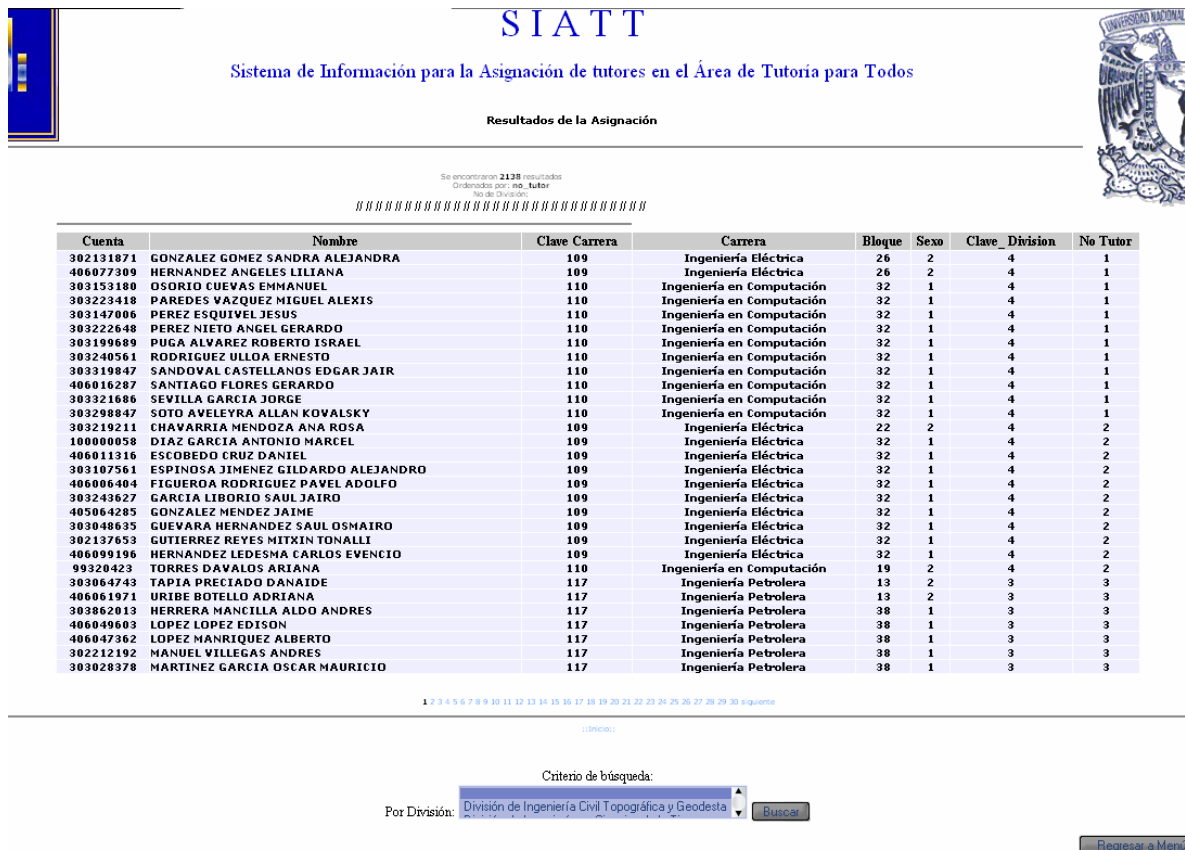 S I A T T
Sistema de Información para la Asignación de tutores en el Área de Tutoría para Todos
Resultados de la Asignación
UNIVERSIDAD NACIONAL
Se encontraron 2138 resultados
Ordenados por: no_tutor
No de División:
// // // // // // // // // // // // // // // // // // // // // // // // // // // // // //
Cuenta Nombre Clave Carrera Carrera Bloque Sexo Clave_Division No Tutor
302131871 GONZALEZ GOMEZ SANDRA ALEJANDRA 109 Ingeniería Eléctrica 26 2 4 1
406077309 HERNANDEZ ANGELES LILIANA 109 Ingeniería Eléctrica 26 2 4 1
303153180 OSORIO CUEVAS EMMANUEL 110 Ingeniería en Computación 32 1 4 1
303223418 PAREDES VAZQUEZ MIGUEL ALEXIS 110 Ingeniería en Computación 32 1 4 1
303147006 PEREZ ESQUIVEL JESUS 110 Ingeniería en Computación 32 1 4 1
303222648 PEREZ NIETO ANGEL GERARDO 110 Ingeniería en Computación 32 1 4 1
303199689 PUGA ALVAREZ ROBERTO ISRAEL 110 Ingeniería en Computación 32 1 4 1
303240561 RODRIGUEZ ULLOA ERNESTO 110 Ingeniería en Computación 32 1 4 1
303319847 SANDOVAL CASTELLANOS EDGAR JAIR 110 Ingeniería en Computación 32 1 4 1
406016287 SANTIAGO FLORES GERARDO 110 Ingeniería en Computación 32 1 4 1
303321686 SEVILLA GARCIA JORGE 110 Ingeniería en Computación 32 1 4 1
303298847 SOTO AVELEYRA ALLAN KOVALSKY 110 Ingeniería en Computación 32 1 4 1
303219211 CHAVARRIA MENDOZA ANA ROSA 109 Ingeniería Eléctrica 22 2 4 2
100000058 DIAZ GARCIA ANTONIO MARCEL 109 Ingeniería Eléctrica 32 1 4 2
406011316 ESCOBEDO CRUZ DANIEL 109 Ingeniería Eléctrica 32 1 4 2
303107561 ESPINOSA JIMENEZ GILDARDO ALEJANDRO 109 Ingeniería Eléctrica 32 1 4 2
406006404 FIGUEROA RODRIGUEZ PAVEL ADOLFO 109 Ingeniería Eléctrica 32 1 4 2
303243627 GARCIA LIBORIO SAUL JAIRO 109 Ingeniería Eléctrica 32 1 4 2
405064285 GONZALEZ MENDEZ JAIME 109 Ingeniería Eléctrica 32 1 4 2
303048635 GUEVARA HERNANDEZ SAUL OSMAIRO 109 Ingeniería Eléctrica 32 1 4 2
302137653 GUTIERREZ REYES MITXIN TONALLI 109 Ingeniería Eléctrica 32 1 4 2
406099196 HERNANDEZ LEDESMA CARLOS EVENCIO 109 Ingeniería Eléctrica 32 1 4 2
99320423 TORRES DAVALOS ARIANA 110 Ingeniería en Computación 19 2 4 2
303064743 TAPIA PRECIADO DANAIDE 117 Ingeniería Petrolera 13 2 3 3
406061971 URIBE BOTELLO ADRIANA 117 Ingeniería Petrolera 13 2 3 3
303862013 HERRERA MANCILLA ALDO ANDRES 117 Ingeniería Petrolera 38 1 3 3
406049603 LOPEZ LOPEZ EDISON 117 Ingeniería Petrolera 38 1 3 3
406047362 LOPEZ MANRIQUEZ ALBERTO 117 Ingeniería Petrolera 38 1 3 3
302212192 MANUEL VILLEGAS ANDRES 117 Ingeniería Petrolera 38 1 3 3
303028378 MARTINEZ GARCIA OSCAR MAURICIO 117 Ingeniería Petrolera 38 1 3 3
1 2 3 4 5 6 7 8 9 10 11 12 13 14 15 16 17 18 19 20 21 22 23 24 25 26 27 28 29 30 siguiente
::Inicio::
Criterio de búsqueda:
Por División: División de Ingeniería Civil Topográfica y Geodesta Buscar
Regresar a Menú